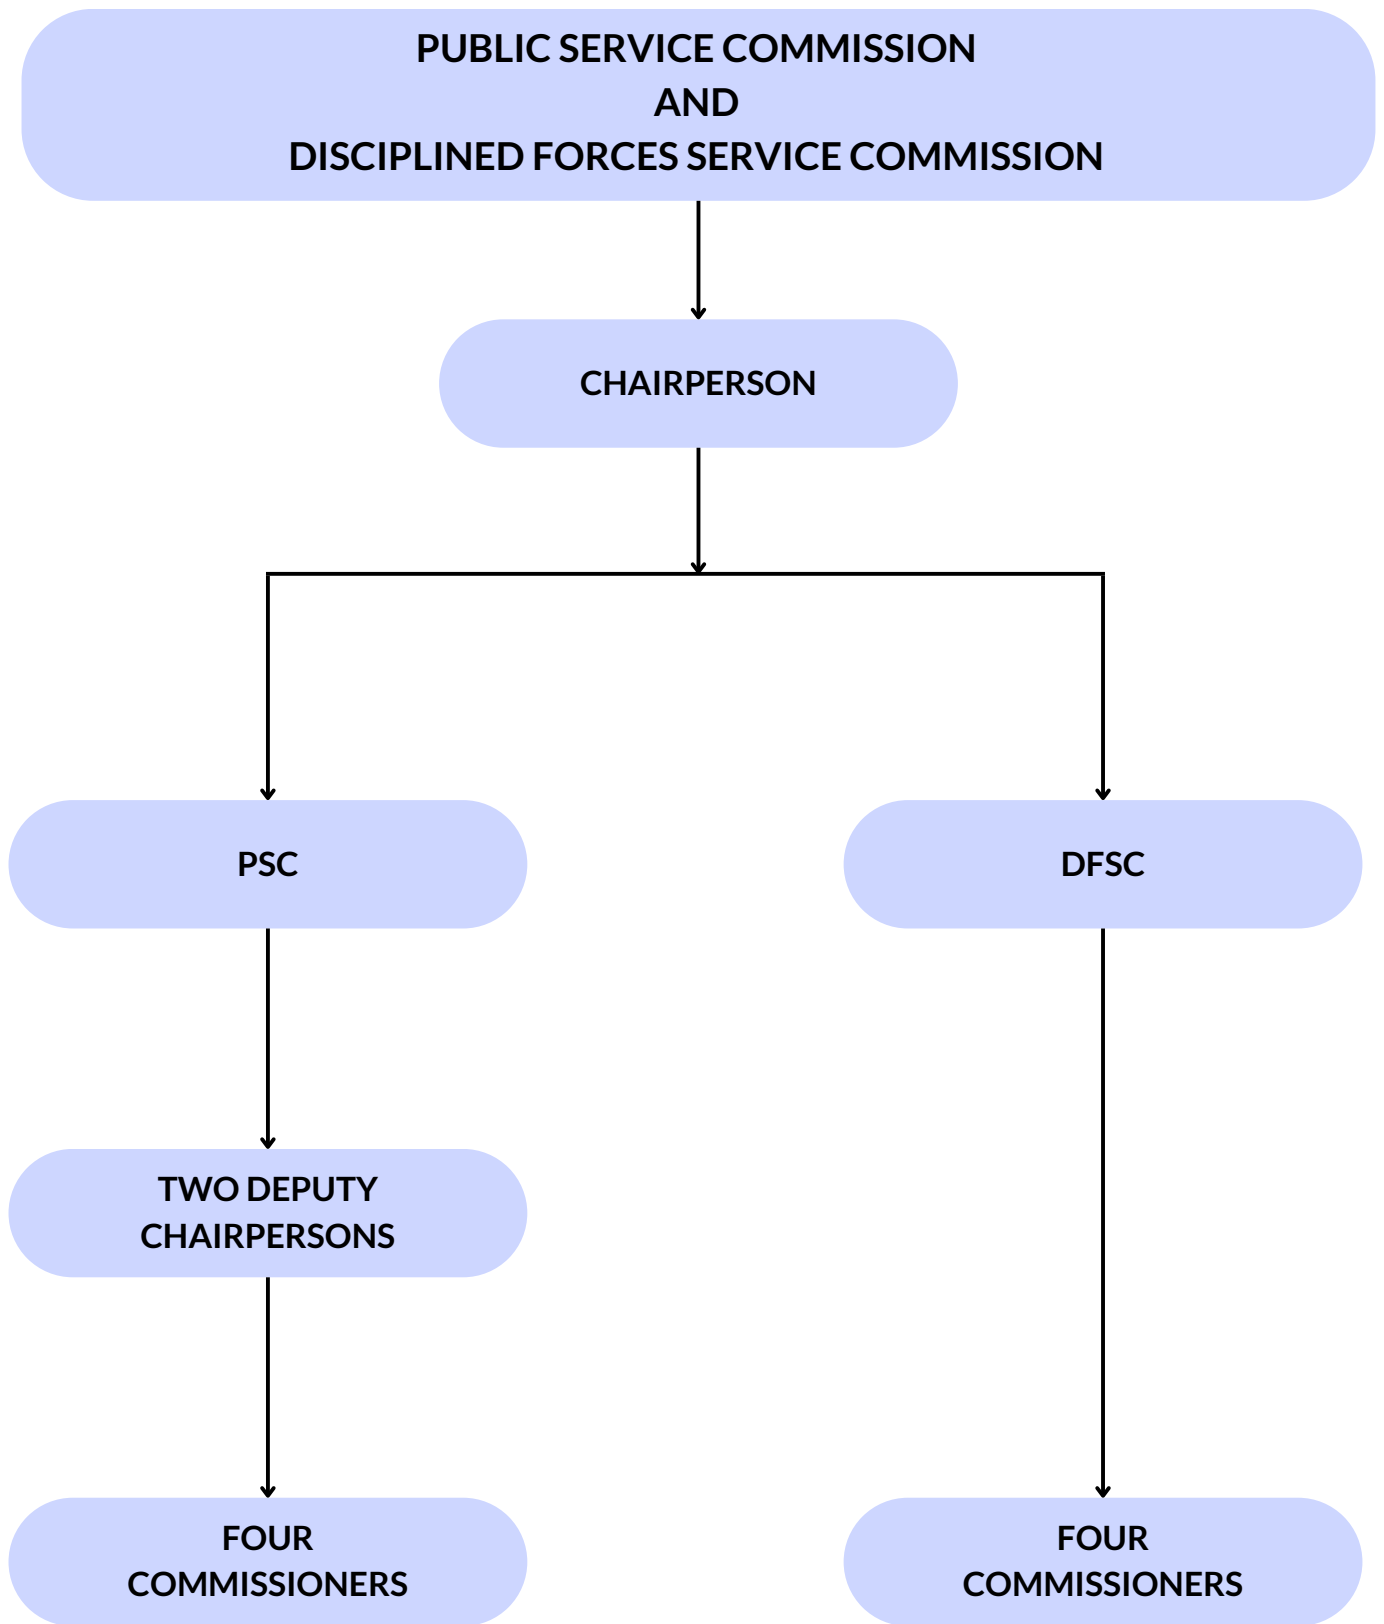 PUBLIC SERVICE COMMISSION
AND
DISCIPLINED FORCES SERVICE COMMISSION
CHAIRPERSON
PSC
DFSC
TWO DEPUTY
CHAIRPERSONS
FOUR
COMMISSIONERS
FOUR
COMMISSIONERS